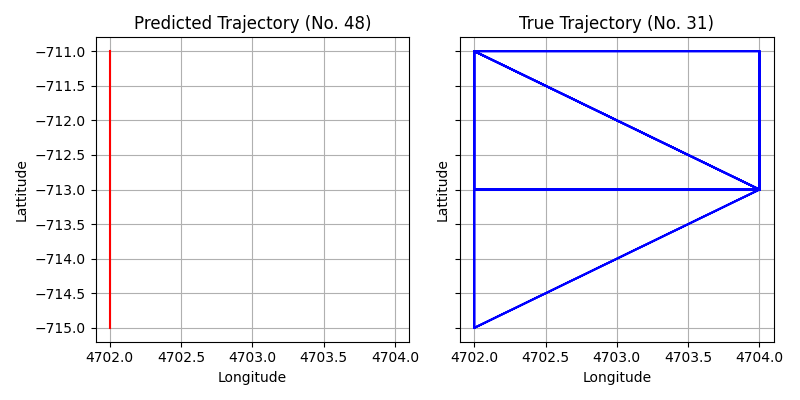 Predicted Trajectory (No. 48)
True Trajectory (No. 31)
−711.0
−711.5
−712.0
−712.5
−713.0
−713.5
−714.0
−714.5
−715.0
Lattitude
Lattitude
4702.0 4702.5 4703.0 4703.5 4704.0
4702.0 4702.5 4703.0 4703.5 4704.0
Longitude
Longitude